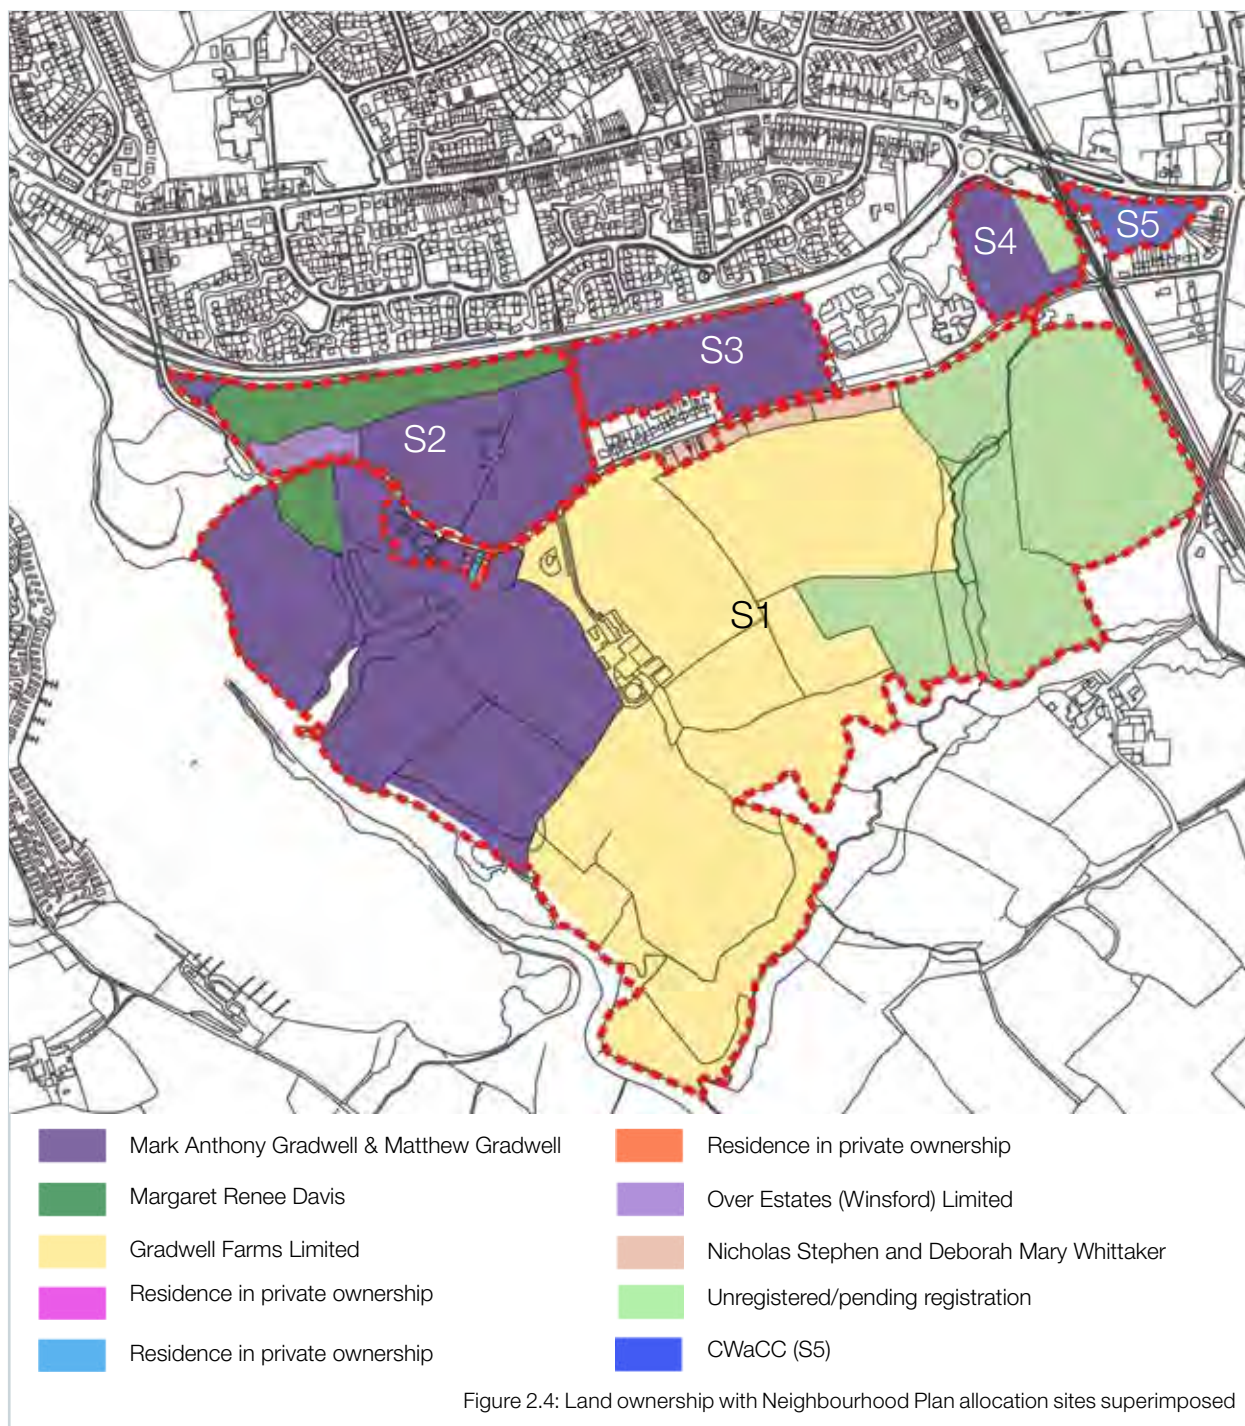 S5
S4
S3
S2
S1
Mark Anthony Gradwell & Matthew Gradwell
Margaret Renee Davis
Gradwell Farms Limited
Residence in private ownership
Residence in private ownership
Residence in private ownership
Over Estates (Winsford) Limited
Nicholas Stephen and Deborah Mary Whittaker
Unregistered/pending registration
CWaCC (S5)
Figure 2.4: Land ownership with Neighbourhood Plan allocation sites superimposed